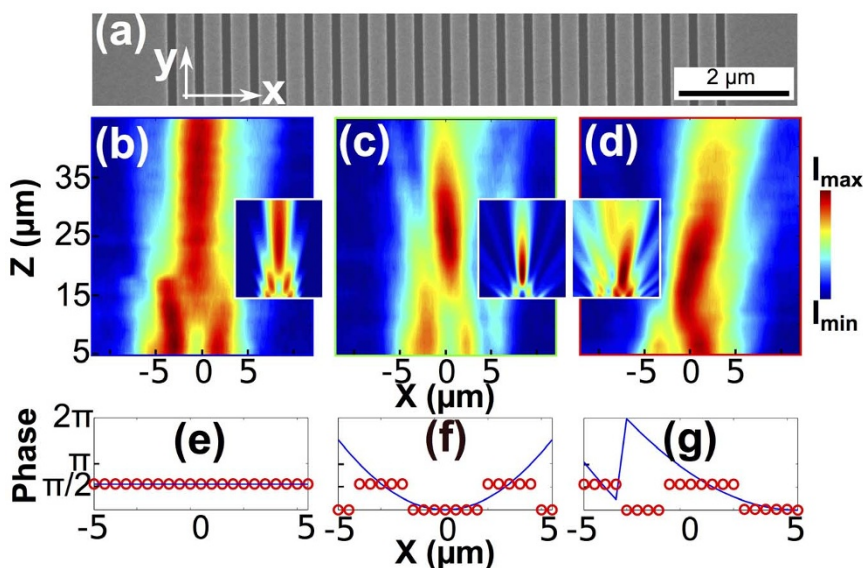 (a)
y
x
2 µm
(b)
(c)
(d)
Z (µm)
35
25
15
5
I max
I min
-5 0 5
-5 0 5
-5 0 5
X (µm)
Phase
2π
π
π/2
(e)
(f)
(g)
-5 0 5
-5 0 5
-5 0 5
X (µm)